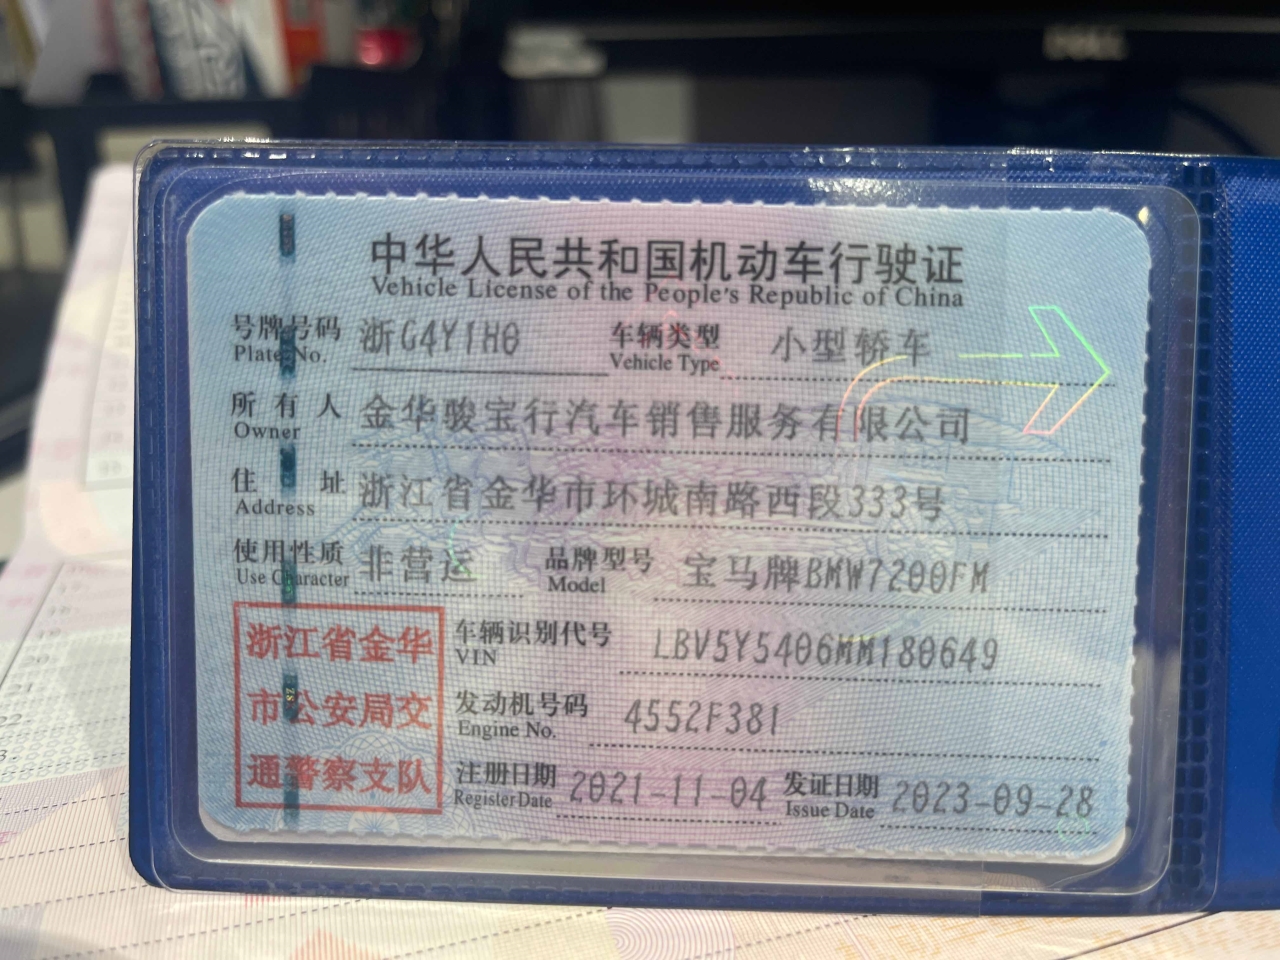 DELL
中华人民共和国机动车行驶证
Vehicle License of the People's Republic of China
号牌号码 浙G4Y1H0 车辆类型 小型轿车
Plate No. Vehicle Type
所有人 金华骏宝行汽车销售服务有限公司
Owner
住址 浙江省金华市环城南路西段333号
Address
使用性质 非营运 品牌型号 宝马牌BMW7200FM
Use Character Model
浙江省金华
市公安局交
通警察支队
车辆识别代号 LBV5Y5406MM180649
VIN
发动机号码 4552F381
Engine No.
注册日期 2021-11-04 发证日期 2023-09-28
Register Date Issue Date